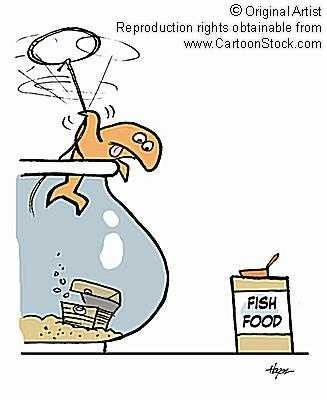 © Original Artist
Reproduction rights obtainable from
www.CartoonStock.com
FISH
FOOD